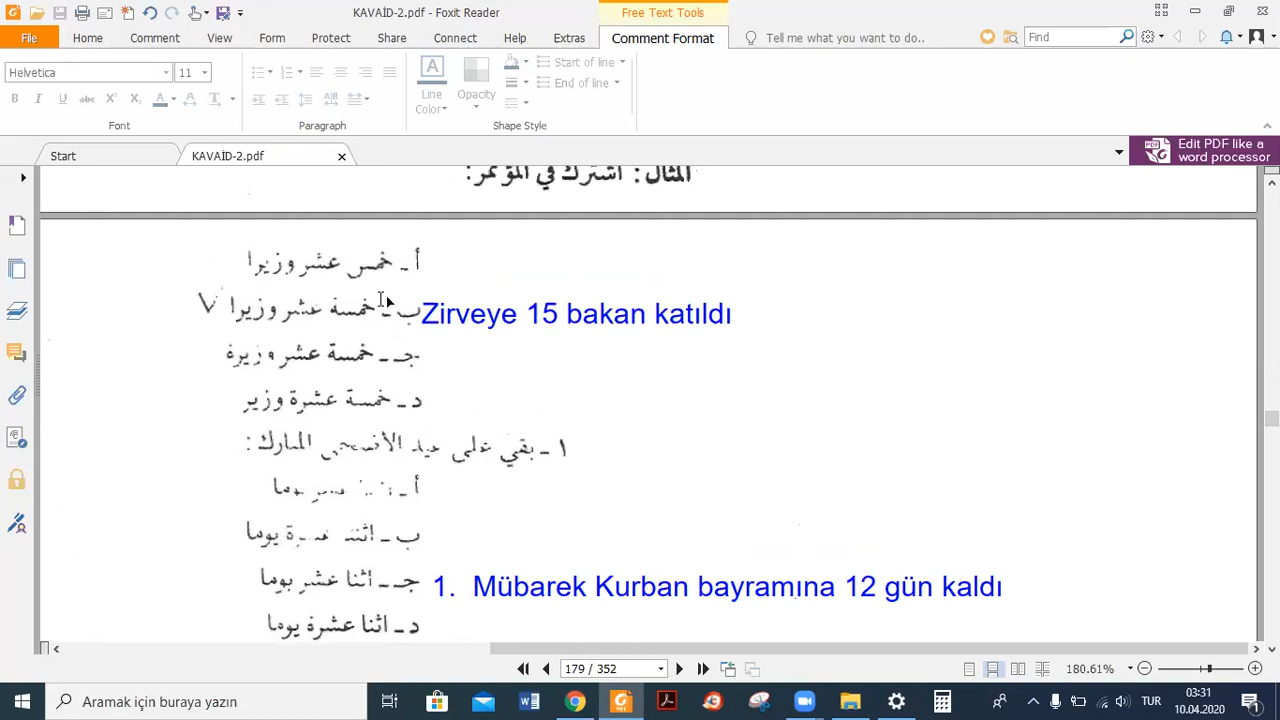 KAVAİD-2.pdf - Foxit Reader
Free Text Tools
File
Home
Comment
View
Form
Protect
Share
Connect
Help
Extras
Comment Format
Tell me what you want to do..
Find
Helvetica
11
Font
Paragraph
Line Color
Opacity
Start of line
End of line
Shape Style
Start
KAVAİD-2.pdf
Edit PDF like a
word processor
المثال : اشترك في المؤتمر:
أ ـ خمس عشر وزيرا
ب ـ خمسة عشر وزيرا
Zirveye 15 bakan katıldı
جـ ـ خمسة عشر وزيرة
د ـ خمسة عشرة وزير
١ ـ بقي على عيد الاضحى المبارك :
أ ـ يوما
ب ـ يوما
جـ ـ اثنا عشر يوما
1. Mübarek Kurban bayramına 12 gün kaldı
د ـ اثنا عشرة يوما
179 / 352
180.61%
Aramak için buraya yazın
TUR
03:31
10.04.2020